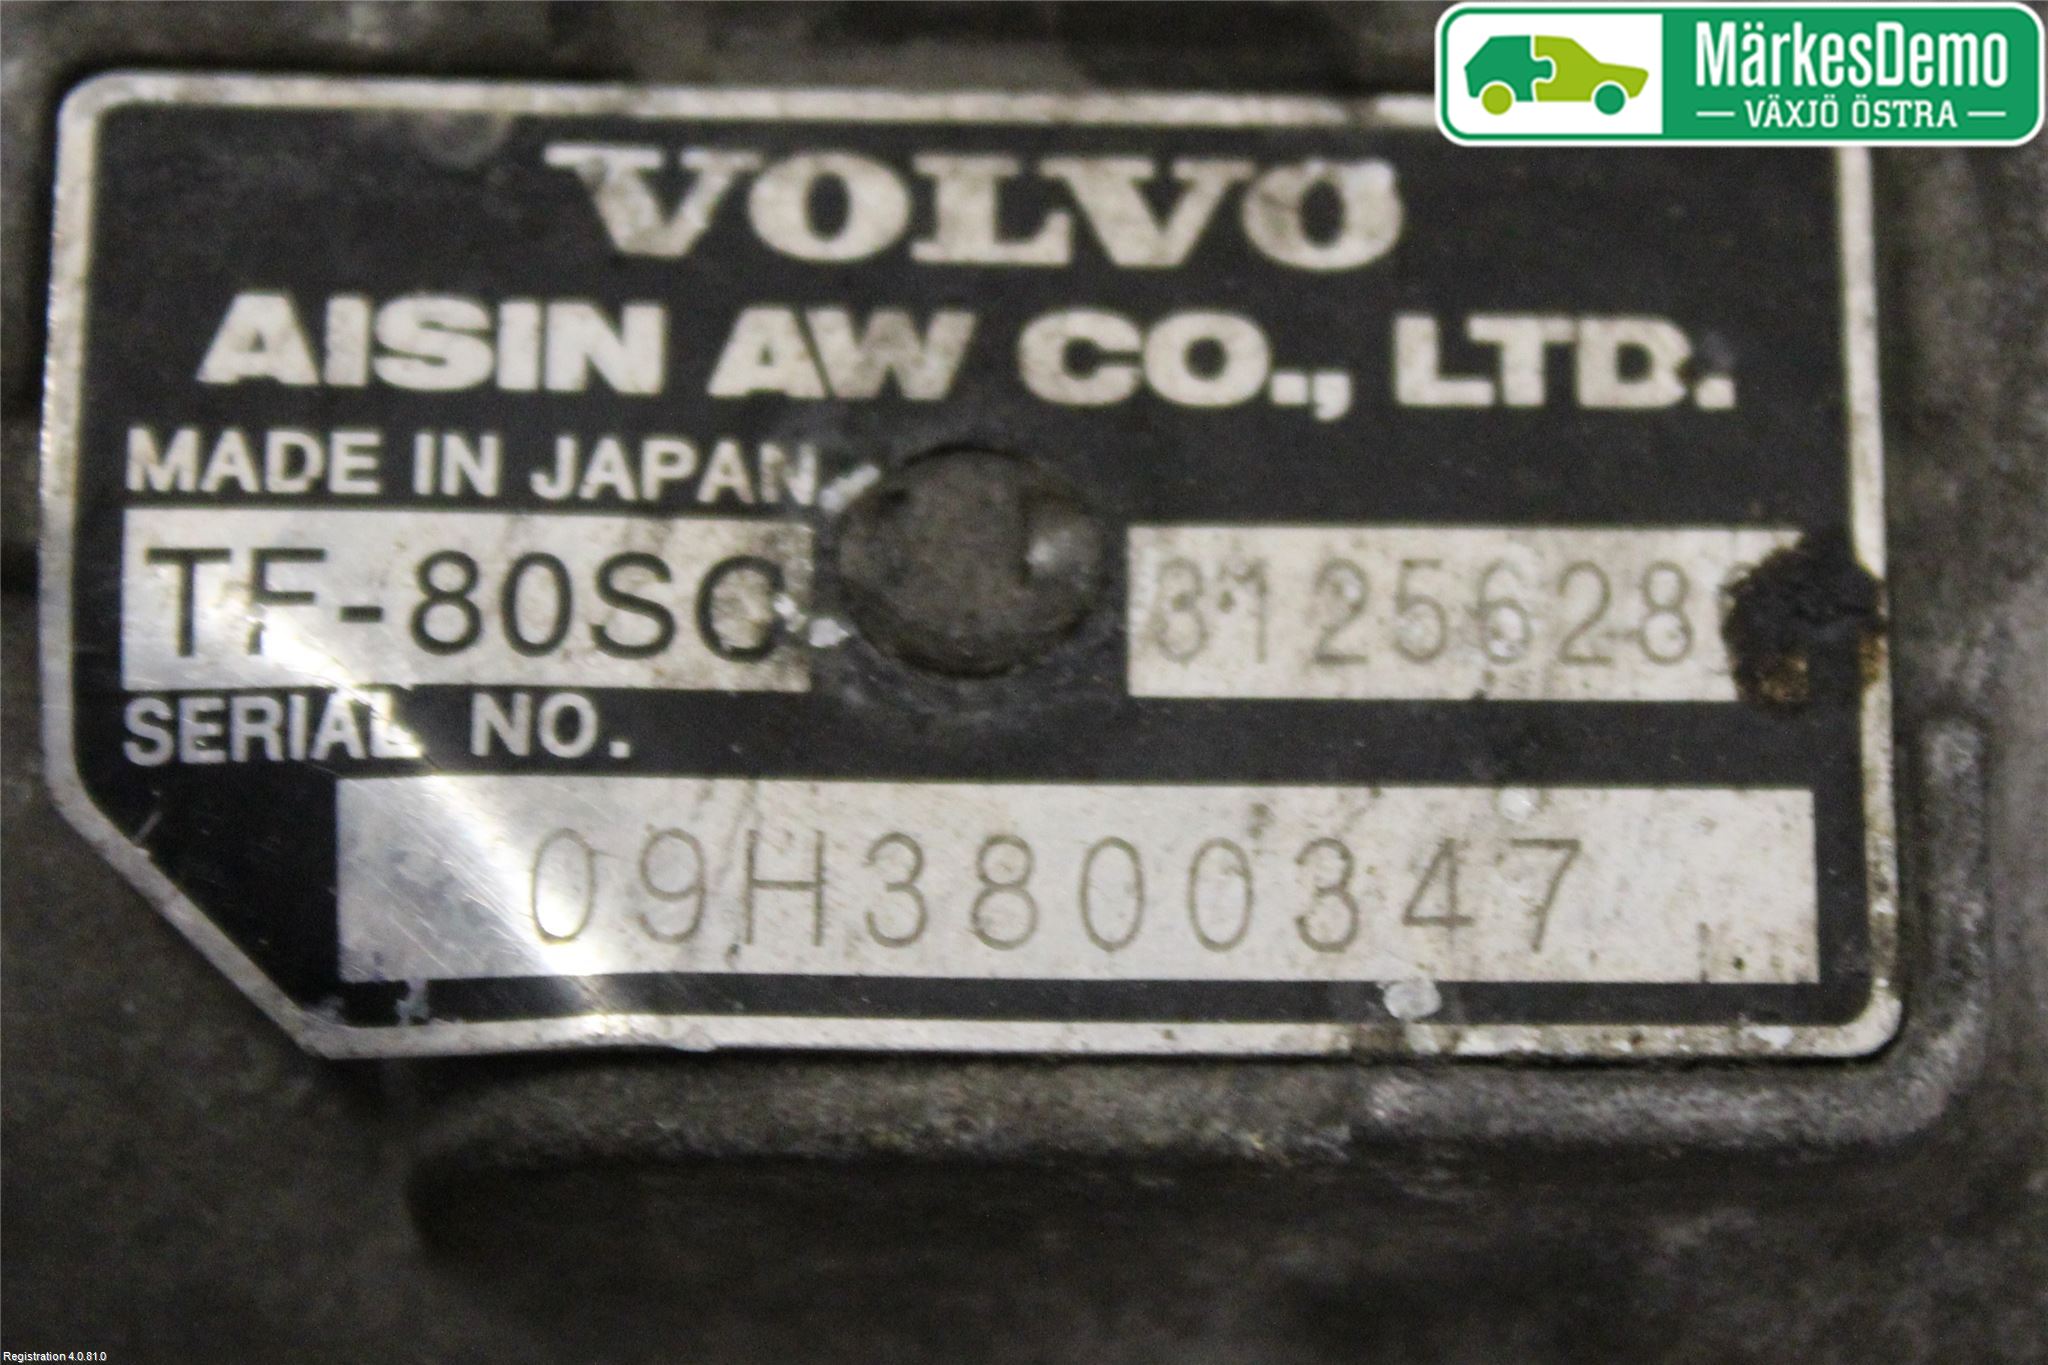 MärkesDemo
VÄXJÖ ÖSTRA
VOLVO
AISIN AW CO., LTD.
MADE IN JAPAN
TF-80SC 3125628
SERIAL NO.
09H3800347
Registration 4.0.81.0